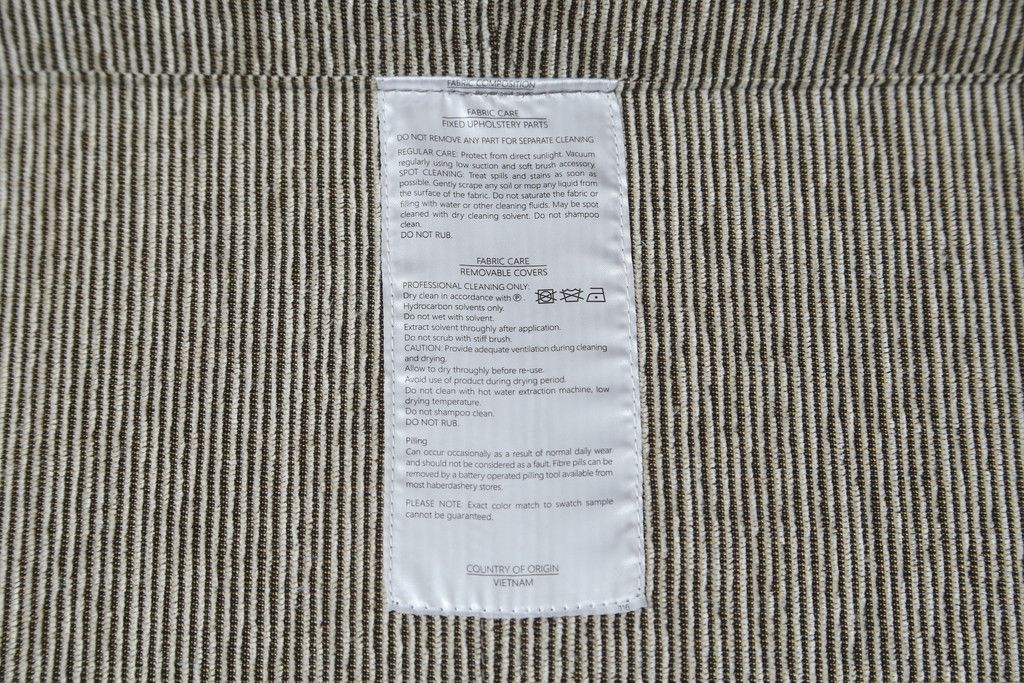 FABRIC COMPOSITION
FABRIC CARE
FIXED UPHOLSTERY PARTS
DO NOT REMOVE ANY PART FOR SEPARATE CLEANING
REGULAR CARE: Protect from direct sunlight. Vacuum
regularly using low suction and soft brush accessory.
SPOT CLEANING: Treat spills and stains as soon as
possible. Gently scrape any soil or mop any liquid from
the surface of the fabric. Do not saturate the fabric or
filling with water or other cleaning fluids. May be spot
cleaned with dry cleaning solvent. Do not shampoo
clean.
DO NOT RUB.
FABRIC CARE
REMOVABLE COVERS
PROFESSIONAL CLEANING ONLY:
Dry clean in accordance with Ⓟ.
Hydrocarbon solvents only.
Do not wet with solvent.
Extract solvent throughly after application.
Do not scrub with stiff brush.
CAUTION: Provide adequate ventilation during cleaning
and drying.
Allow to dry throughly before re-use.
Avoid use of product during drying period.
Do not clean with hot water extraction machine, low
drying temperature.
Do not shampoo clean.
DO NOT RUB.
Pilling
Can occur occasionally as a result of normal daily wear
and should not be considered as a fault. Fibre pills can be
removed by a battery operated pilling tool available from
most haberdashery stores.
PLEASE NOTE: Exact color match to swatch sample
cannot be guaranteed.
COUNTRY OF ORIGIN
VIETNAM